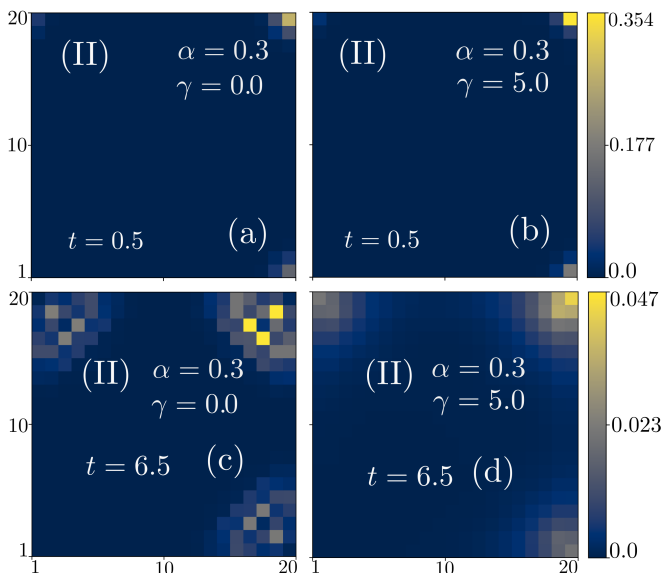 20
(II)
α = 0.3
γ = 0.0
10
t = 0.5
(a)
1
(II)
α = 0.3
γ = 5.0
t = 0.5
(b)
0.354
0.177
0.0
20
(II)
α = 0.3
γ = 0.0
10
t = 6.5
(c)
1
1
10
20
(II)
α = 0.3
γ = 5.0
t = 6.5
(d)
1
10
20
0.047
0.023
0.0